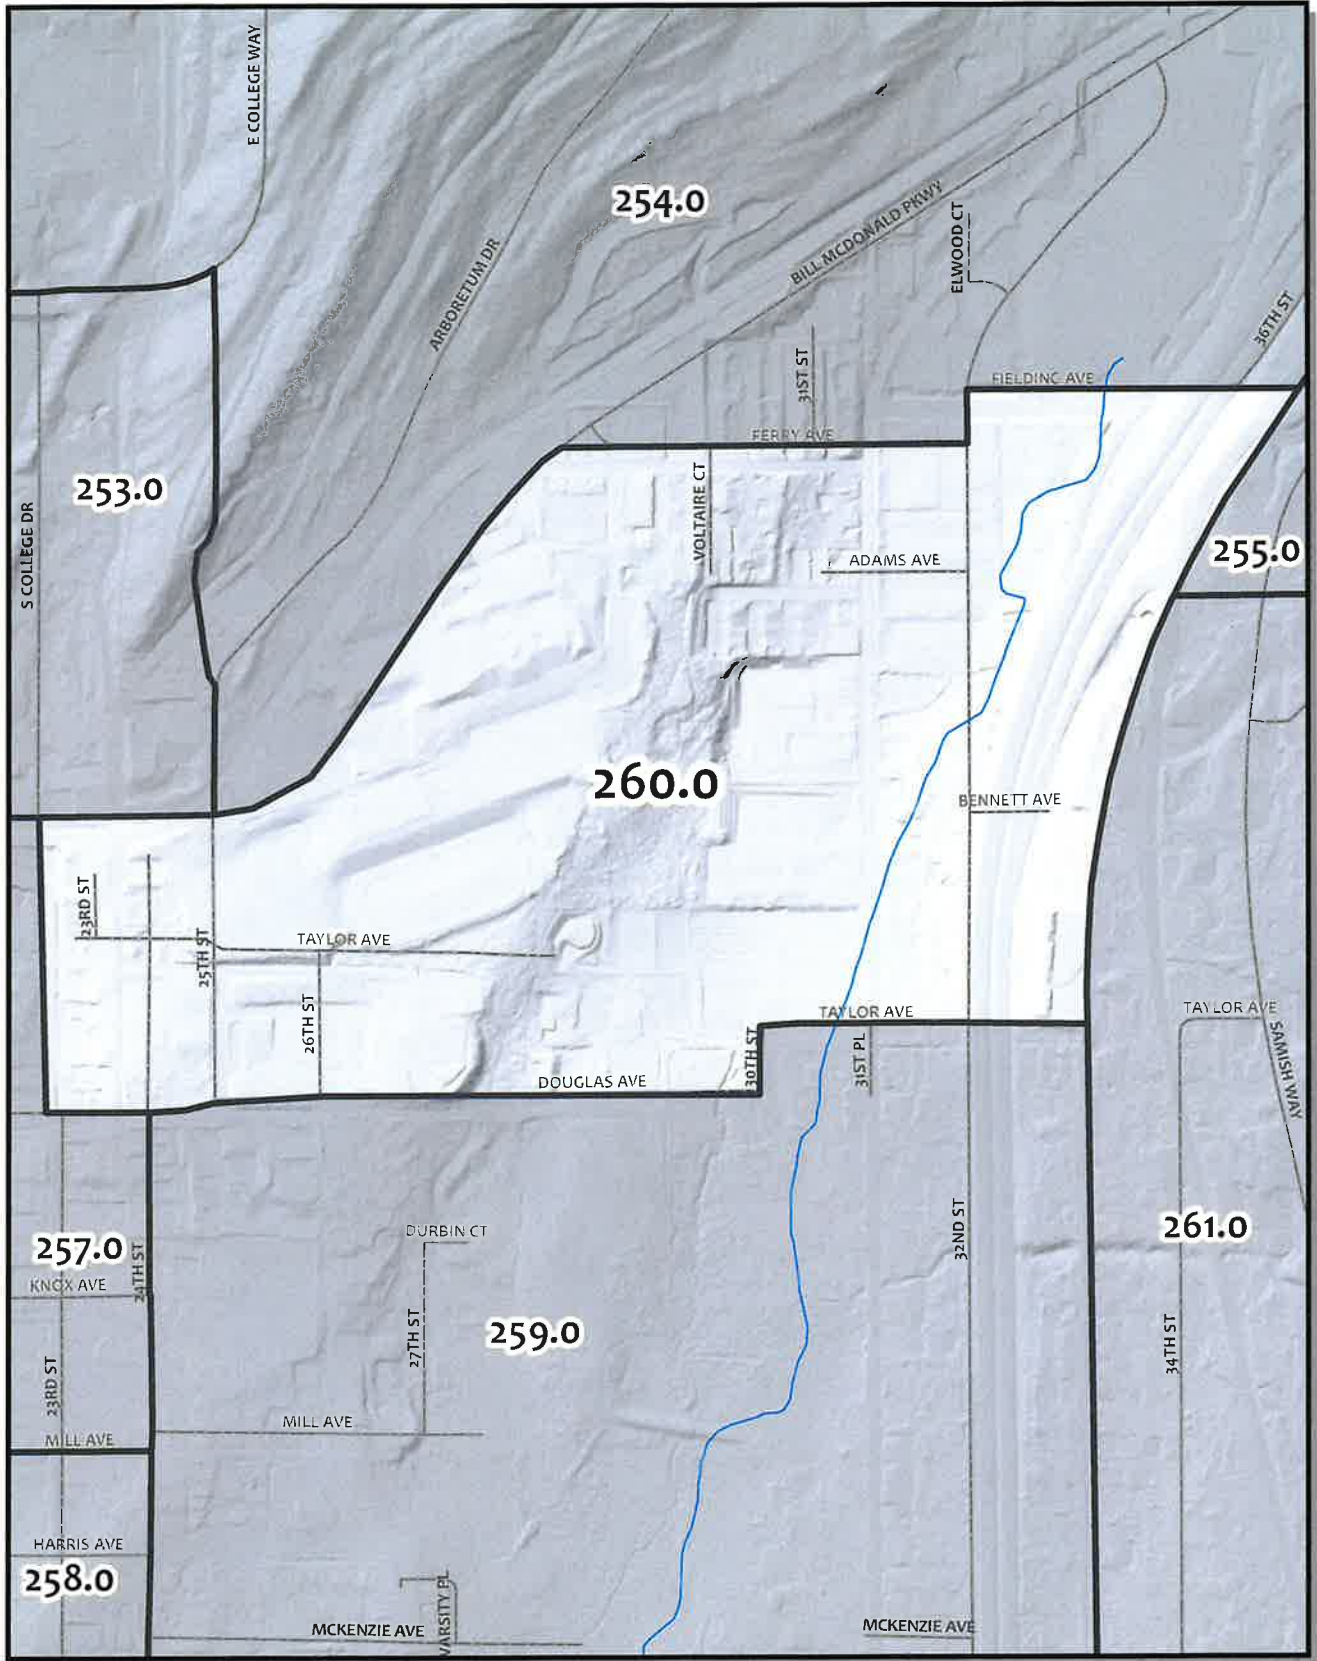 E COLLEGE WAY
254.0
BILL MCDONALD PKWY
ELWOOD CT
ARBORETUM DR
36TH ST
31ST ST
FIELDING AVE
FERRY AVE
253.0
VOLTAIRE CT
S COLLEGE DR
ADAMS AVE
255.0
260.0
BENNETT AVE
23RD ST
25TH ST
TAYLOR AVE
26TH ST
TAYLOR AVE
TAYLOR AVE
30TH ST
31ST PL
SAMISH WAY
DOUGLAS AVE
257.0
24TH ST
KNOX AVE
DURBIN CT
32ND ST
261.0
27TH ST
259.0
34TH ST
23RD ST
MILL AVE
MILL AVE
HARRIS AVE
258.0
VARSITY PL
MCKENZIE AVE
MCKENZIE AVE